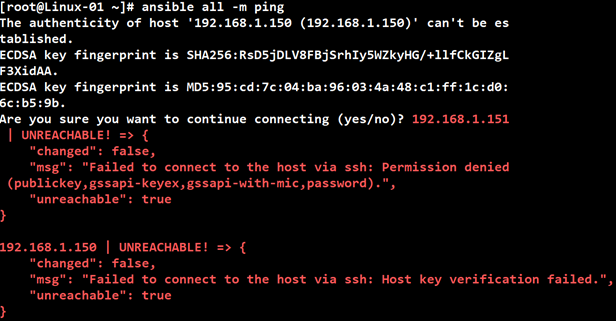 [root@Linux-01 ~]# ansible all -m ping
The authenticity of host '192.168.1.150 (192.168.1.150)' can't be es
tablished.
ECDSA key fingerprint is SHA256:RsD5jDLV8FBjSrhIy5WZkyHG/+llfCkGIZgL
F3XidAA.
ECDSA key fingerprint is MD5:95:cd:7c:04:ba:96:03:4a:48:c1:ff:1c:d0:
6c:b5:9b.
Are you sure you want to continue connecting (yes/no)? 192.168.1.151
 | UNREACHABLE! => {
    "changed": false,
    "msg": "Failed to connect to the host via ssh: Permission denied
 (publickey,gssapi-keyex,gssapi-with-mic,password).",
    "unreachable": true
}
192.168.1.150 | UNREACHABLE! => {
    "changed": false,
    "msg": "Failed to connect to the host via ssh: Host key verification failed.",
    "unreachable": true
}